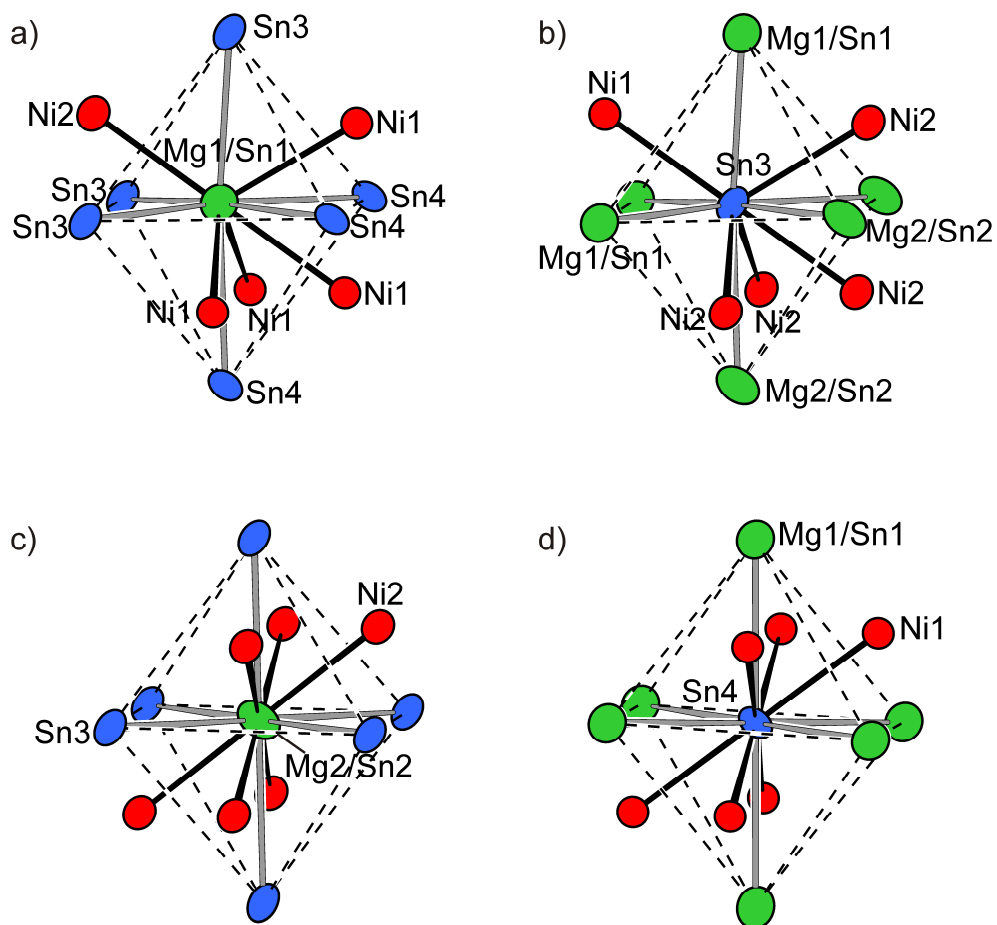 a)
Sn3
Ni2
Ni1
Mg1/Sn1
Sn3
Sn4
Sn3
Sn4
Ni1
Ni1
Ni1
Sn4
b)
Mg1/Sn1
Ni1
Ni2
Sn3
Mg2/Sn2
Mg1/Sn1
Ni2
Ni2
Ni2
Mg2/Sn2
c)
Ni2
Sn3
Mg2/Sn2
d)
Mg1/Sn1
Ni1
Sn4